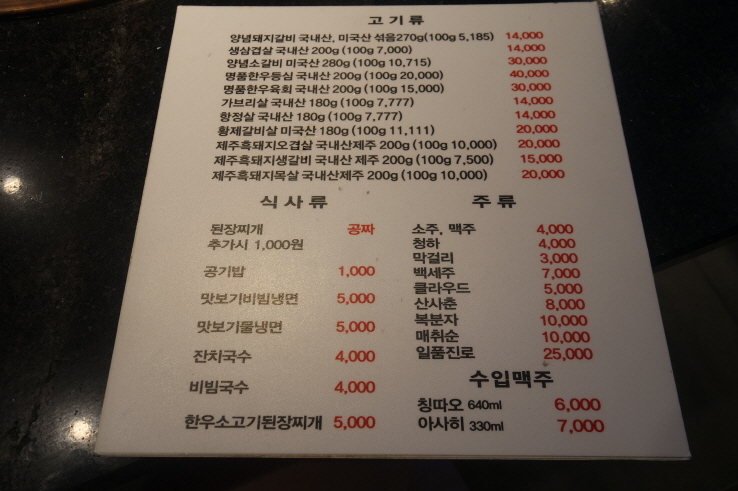 고기류
양념돼지갈비 국내산, 미국산 섞음270g(100g 5,185) 14,000
생삼겹살 국내산 200g (100g 7,000) 14,000
양념소갈비 미국산 280g (100g 10,715) 30,000
명품한우등심 국내산 200g (100g 20,000) 40,000
명품한우육회 국내산 200g (100g 15,000) 30,000
가브리살 국내산 180g (100g 7,777) 14,000
항정살 국내산 180g (100g 7,777) 14,000
황제갈비살 미국산 180g (100g 11,111) 20,000
제주흑돼지오겹살 국내산제주 200g (100g 10,000) 20,000
제주흑돼지생갈비 국내산 제주 200g (100g 7,500) 15,000
제주흑돼지목살 국내산제주 200g (100g 10,000) 20,000
식사류
된장찌개 공짜
추가시 1,000원
공기밥 1,000
맛보기비빔냉면 5,000
맛보기물냉면 5,000
잔치국수 4,000
비빔국수 4,000
한우소고기된장찌개 5,000
주류
소주, 맥주 4,000
청하 4,000
막걸리 3,000
백세주 7,000
클라우드 5,000
산사춘 8,000
복분자 10,000
매취순 10,000
일품진로 25,000
수입맥주
칭따오 640ml 6,000
아사히 330ml 7,000